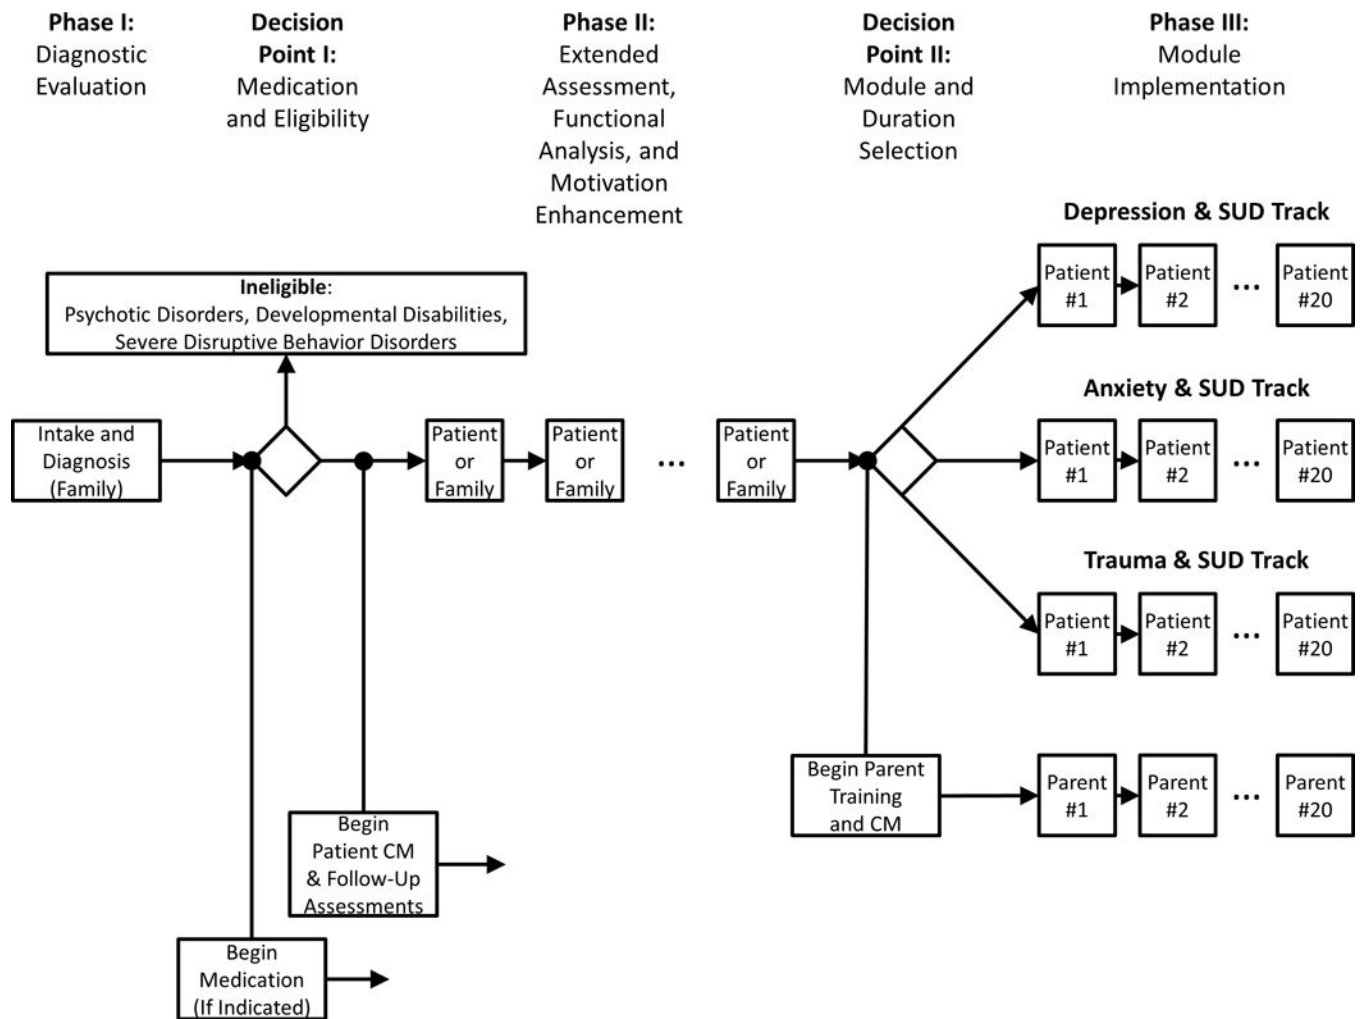 Phase I:
Diagnostic
Evaluation
Decision
Point I:
Medication
and Eligibility
Phase II:
Extended
Assessment,
Functional
Analysis, and
Motivation
Enhancement
Decision
Point II:
Module and
Duration
Selection
Phase III:
Module
Implementation
Depression & SUD Track
Patient
#1
Patient
#2
...
Patient
#20
Ineligible:
Psychotic Disorders, Developmental Disabilities,
Severe Disruptive Behavior Disorders
Anxiety & SUD Track
Intake and
Diagnosis
(Family)
Patient
or
Family
Patient
or
Family
...
Patient
or
Family
Patient
#1
Patient
#2
...
Patient
#20
Trauma & SUD Track
Patient
#1
Patient
#2
...
Patient
#20
Begin Parent
Training
and CM
Parent
#1
Parent
#2
...
Parent
#20
Begin
Patient CM
& Follow-Up
Assessments
Begin
Medication
(If Indicated)